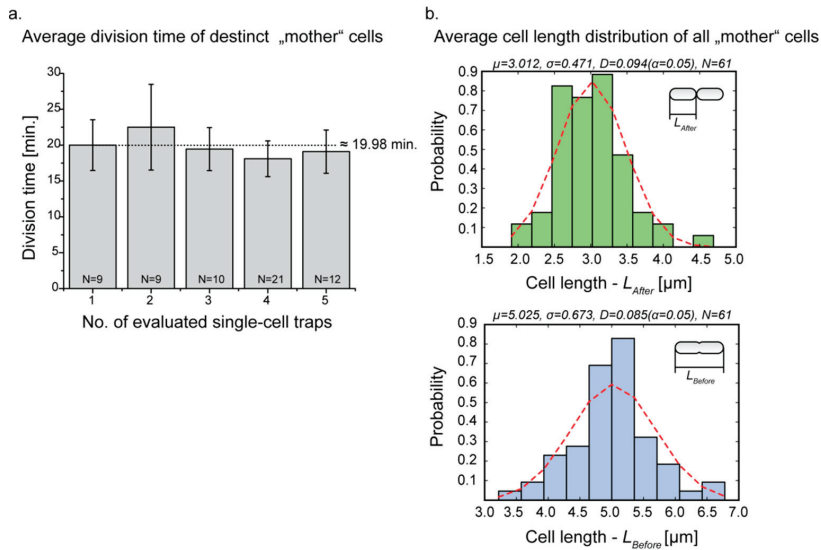 a.
Average division time of destinct „mother“ cells
Division time [min.]
30
25
20
15
10
5
0
≈ 19.98 min.
N=9 N=9 N=10 N=21 N=12
1 2 3 4 5
No. of evaluated single-cell traps
b.
Average cell length distribution of all „mother“ cells
μ=3.012, σ=0.471, D=0.094(α=0.05), N=61
Probability
0.9
0.8
0.7
0.6
0.5
0.4
0.3
0.2
0.1
L After
1.5 2.0 2.5 3.0 3.5 4.0 4.5 5.0
Cell length - L After [μm]
μ=5.025, σ=0.673, D=0.085(α=0.05), N=61
Probability
0.9
0.8
0.7
0.6
0.5
0.4
0.3
0.2
0.1
L Before
3.0 3.5 4.0 4.5 5.0 5.5 6.0 6.5 7.0
Cell length - L Before [μm]